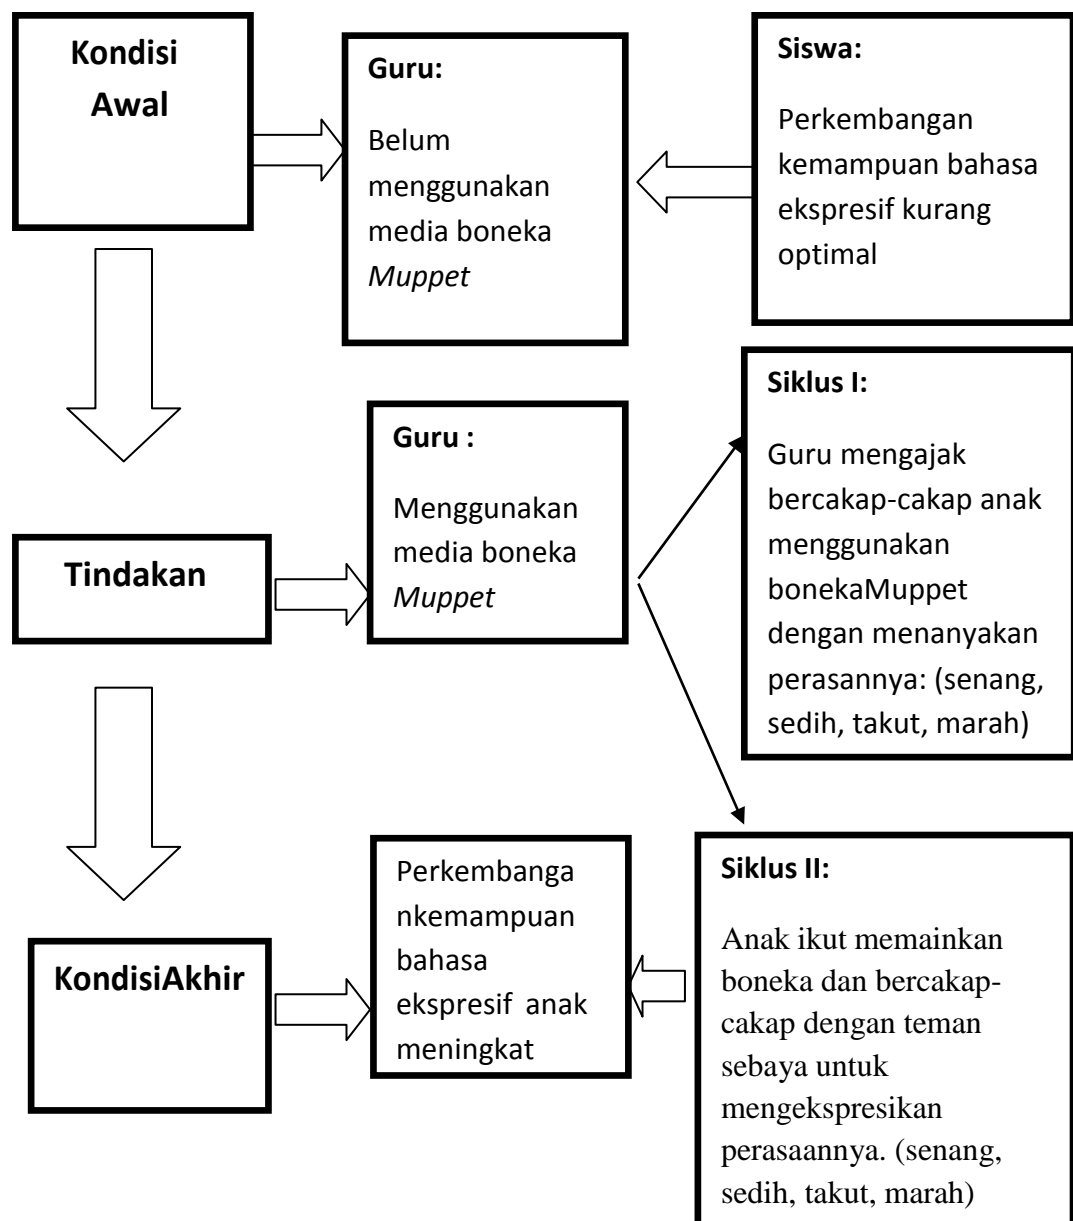 Kondisi
Awal
Guru:
Belum
menggunakan
media boneka
Muppet
Siswa:
Perkembangan
kemampuan bahasa
ekspresif kurang
optimal
Tindakan
Guru :
Menggunakan
media boneka
Muppet
Siklus I:
Guru mengajak
bercakap-cakap anak
menggunakan
bonekaMuppet
dengan menanyakan
perasannya: (senang,
sedih, takut, marah)
KondisiAkhir
Perkembanga
nkemampuan
bahasa
ekspresif anak
meningkat
Siklus II:
Anak ikut memainkan
boneka dan bercakap-
cakap dengan teman
sebaya untuk
mengekspresikan
perasaannya. (senang,
sedih, takut, marah)